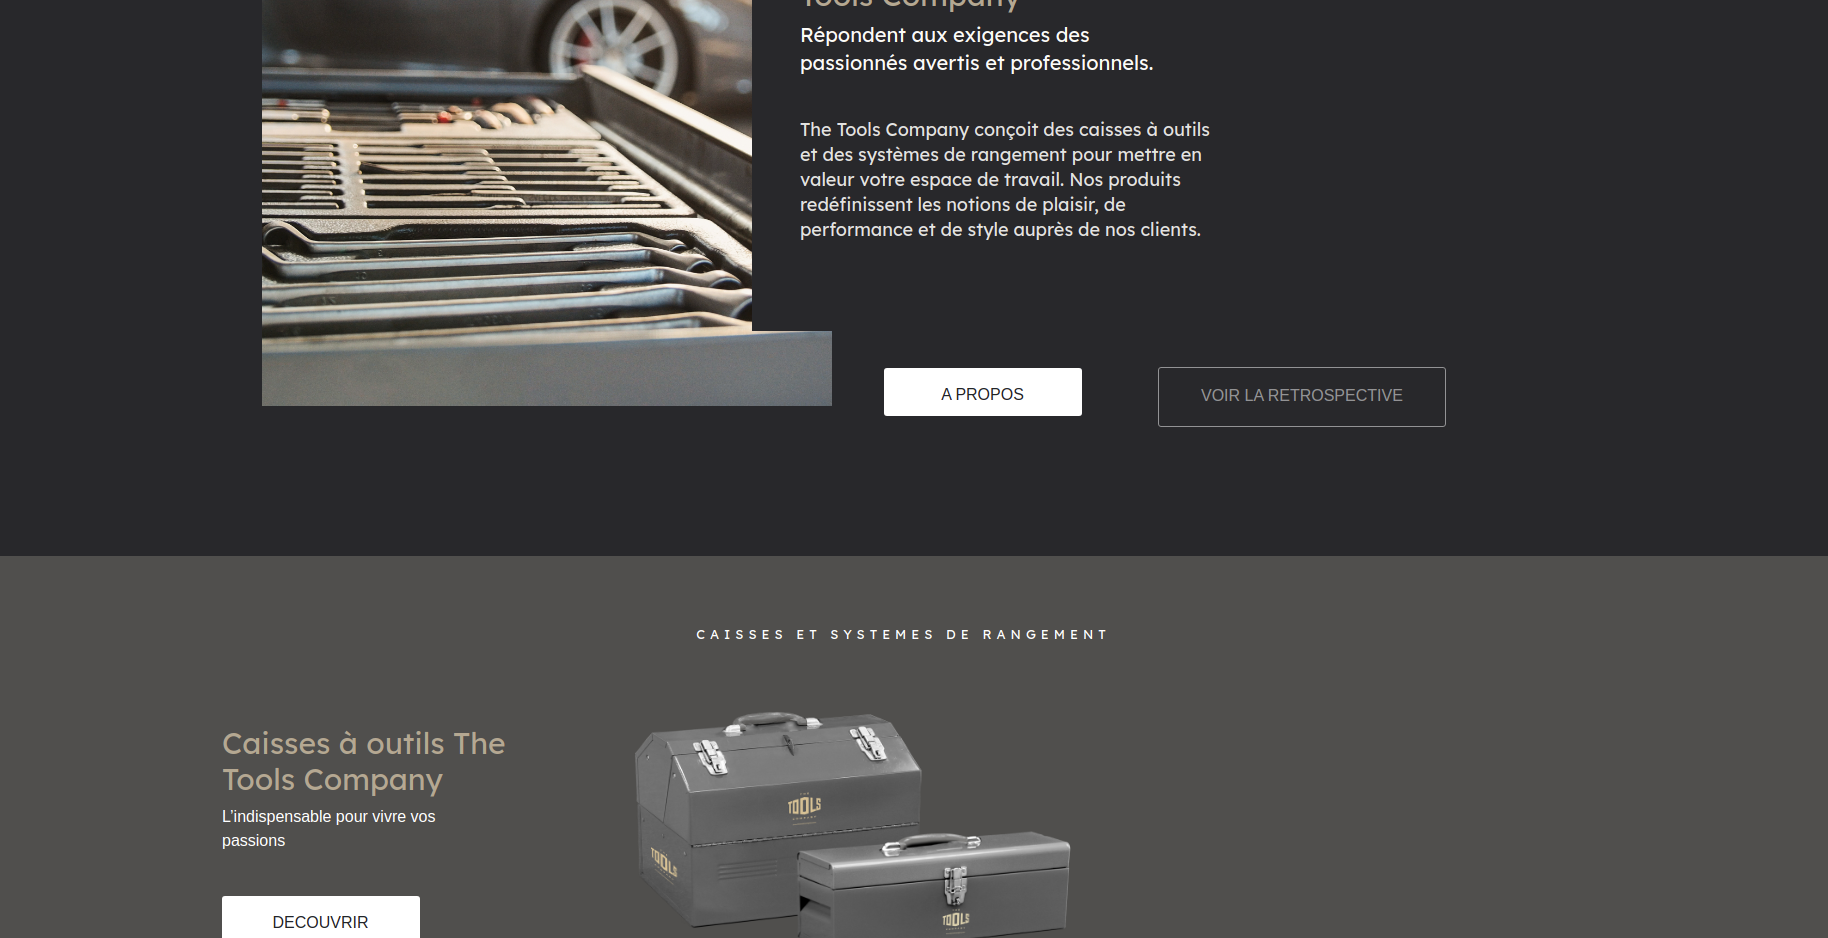 Tools Company
Répondent aux exigences des
passionnés avertis et professionnels.
The Tools Company conçoit des caisses à outils
et des systèmes de rangement pour mettre en
valeur votre espace de travail. Nos produits
redéfinissent les notions de plaisir, de
performance et de style auprès de nos clients.
A PROPOS
VOIR LA RETROSPECTIVE
CAISSES ET SYSTEMES DE RANGEMENT
Caisses à outils The
Tools Company
L'indispensable pour vivre vos
passions
DECOUVRIR
TOOLS
TOOLS
TOOLS